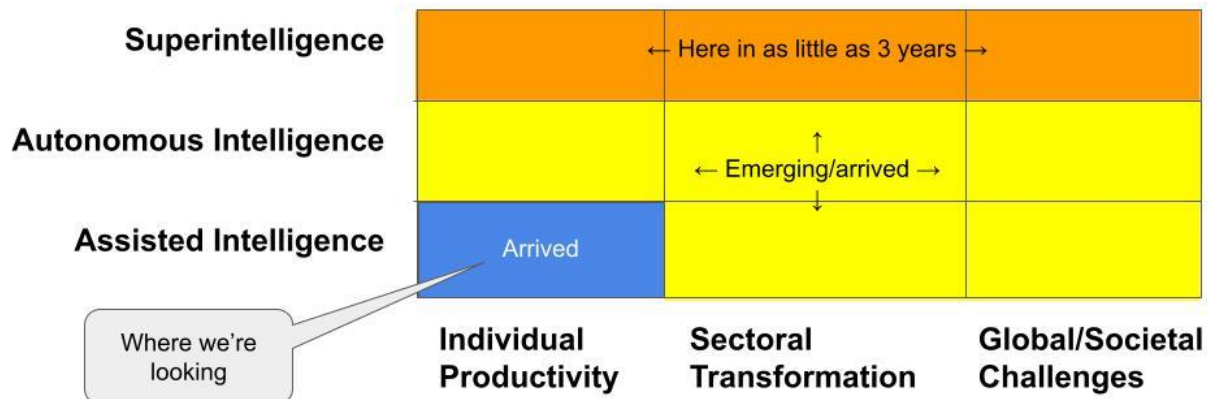 Superintelligence
← Here in as little as 3 years →
Autonomous Intelligence
↑
← Emerging/arrived →
↓
Assisted Intelligence
Arrived
Where we're
looking
Individual
Productivity
Sectoral
Transformation
Global/Societal
Challenges